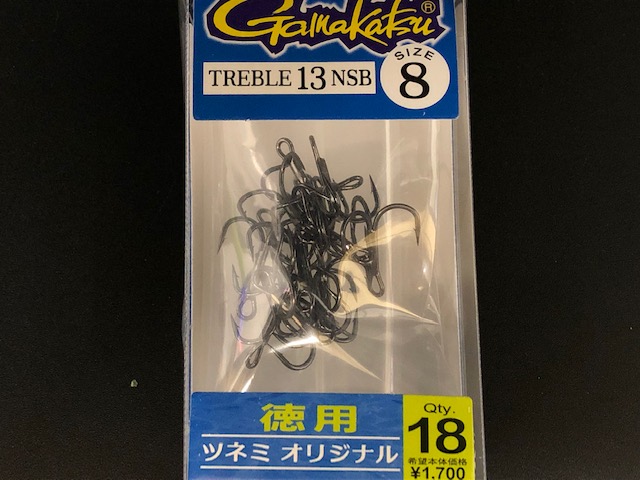 Gamakatsu®
TREBLE 13 NSB
SIZE
8
徳用
ツネミ オリジナル
Qty.
18
希望本体価格
¥1,700